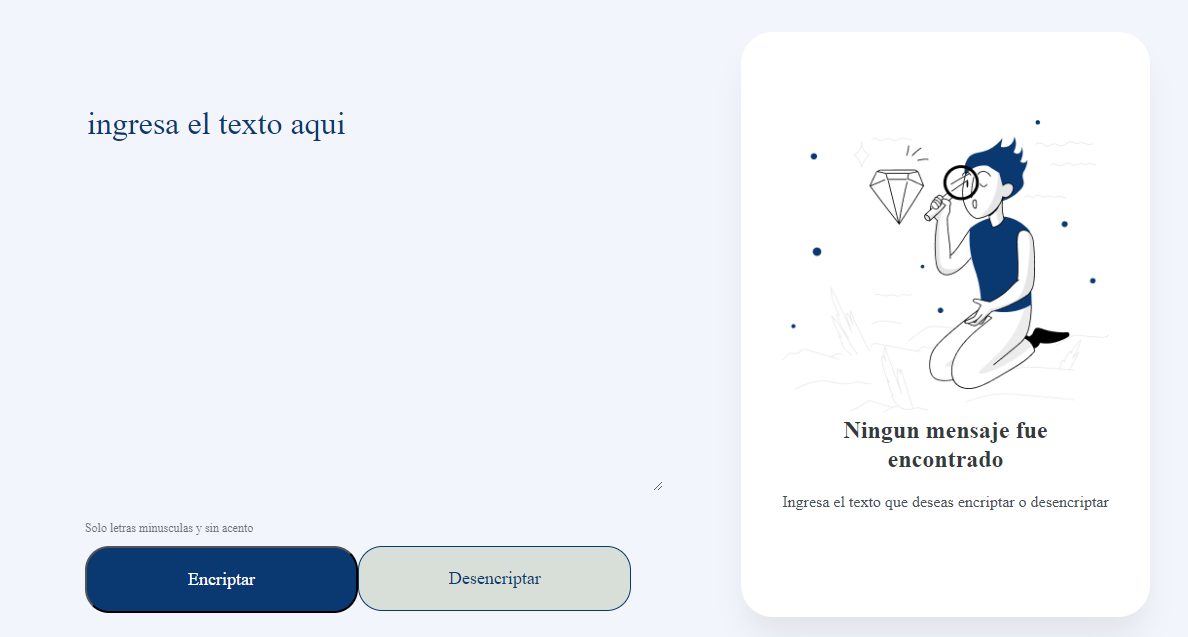 ingresa el texto aqui
Solo letras minusculas y sin acento
Encriptar
Desencriptar
Ningun mensaje fue
encontrado
Ingresa el texto que deseas encriptar o desencriptar